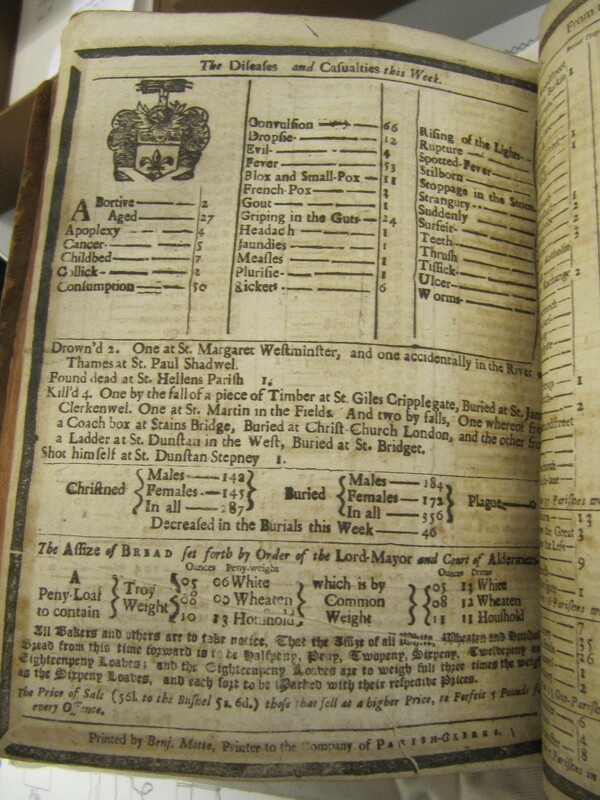 The Diseases and Casualties this Week.
ABortive 2
Aged 27
Apoplexy 4
Cancer 5
Childbed 7
Collick 2
Consumption 50
Convulsion 66
Dropsie 12
Evil 4
Fever 53
Flox and Small-Pox 11
French-Pox
Gout 1
Griping in the Guts 24
Headach 1
Jaundies 1
Measles 1
Plurisie 1
Rickets 6
Rising of the Lights
Rupture
Spotted-Fever
Stilborn
Stoppage in the
Strangury
Suddenly
Surfeit
Teeth
Thrush
Tissick
Ulcer
Worms
Drown'd 2. One at St. Margaret Westminster, and one accidentally in the River
Thames at St. Paul Shadwel.
Found dead at St. Hellens Parish 1.
Kill'd 4. One by the fall of a piece of Timber at St. Giles Cripplegate, Buried at St.
Clerkenwel. One at St. Martin in the Fields. And two by falls, One whereof
a Coach box at Stains Bridge, Buried at Christ-Church London, and the other
a Ladder at St. Dunstan in the West, Buried at St. Bridget.
Shot himself at St. Dunstan Stepney 1.
Christned Males 142 Females 145 In all 287 Buried Males 184 Females 172 In all 356 Plague
Decreased in the Burials this Week 46
The Assize of BREAD set forth by Order of the Lord-Mayor and Court of
Ounces Peny-weight Ounces Drams
A Peny-Loaf to contain Troy Weight 05 06 White which is by Common Weight 05 13 White
08 Wheaten 08 12 Wheaten
10 13 Houshold 11 11 Houshold
All Bakers and others are to take notice, That the Assize of all Wheaten and
Bread from this time forward is to be Halfpeny, Peny, Twopeny, Sixpeny, Twelvepeny
Eighteenpeny Loaves; and the Eighteenpeny Loaves are to weigh full three times the
as the Sixpeny Loaves, and each sort to be Marked with their respective Prices.
The Price of Salt (56l. to the Bushel 5s. 6d.) those that sell at a higher Price, to Forfeit 5 Pounds
every Offence.
Printed by Benj. Motte, Printer to the Company of PARISH-CLERKS.